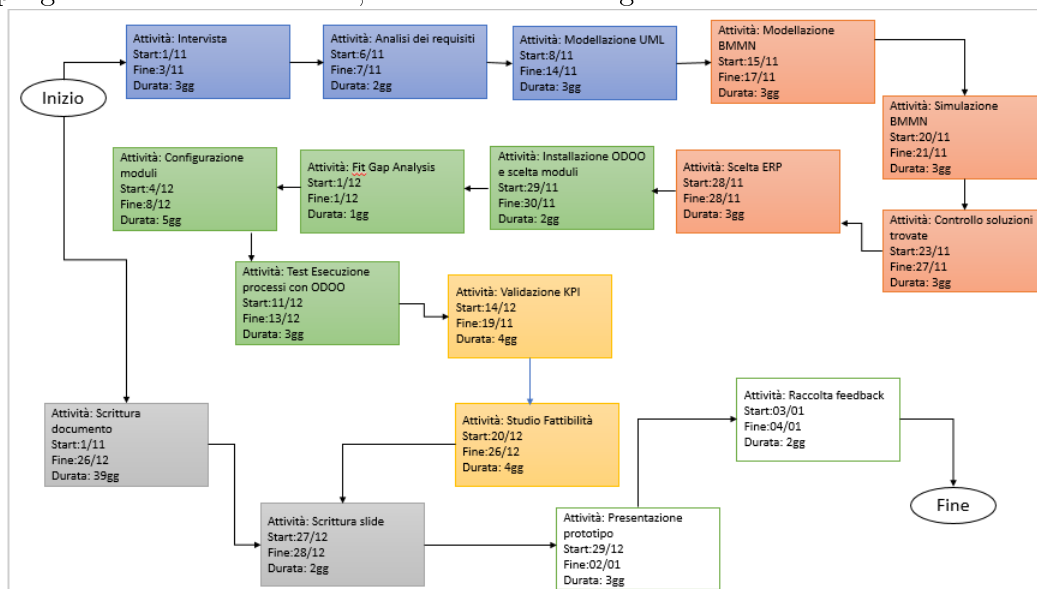 Inizio
Attività: Intervista
Start:1/11
Fine:3/11
Durata: 3gg
Attività: Analisi dei requisiti
Start:6/11
Fine:7/11
Durata: 2gg
Attività: Modellazione UML
Start:8/11
Fine:14/11
Durata: 3gg
Attività: Modellazione
BMMN
Start:15/11
Fine:17/11
Durata: 3gg
Attività: Simulazione
BMMN
Start:20/11
Fine:21/11
Durata: 3gg
Attività: Controllo soluzioni
trovate
Start:23/11
Fine:27/11
Durata: 3gg
Attività: Scelta ERP
Start:28/11
Fine:28/11
Durata: 3gg
Attività: Installazione ODOO
e scelta moduli
Start:29/11
Fine:30/11
Durata: 2gg
Attività: Fit Gap Analysis
Start:1/12
Fine:1/12
Durata: 1gg
Attività: Configurazione
moduli
Start:4/12
Fine:8/12
Durata: 5gg
Attività: Test Esecuzione
processi con ODOO
Start:11/12
Fine:13/12
Durata: 3gg
Attività: Validazione KPI
Start:14/12
Fine:19/11
Durata: 4gg
Attività: Studio Fattibilità
Start:20/12
Fine:26/12
Durata: 4gg
Attività: Scrittura
documento
Start:1/11
Fine:26/12
Durata: 39gg
Attività: Scrittura slide
Start:27/12
Fine:28/12
Durata: 2gg
Attività: Presentazione
prototipo
Start:29/12
Fine:02/01
Durata: 3gg
Attività: Raccolta feedback
Start:03/01
Fine:04/01
Durata: 2gg
Fine